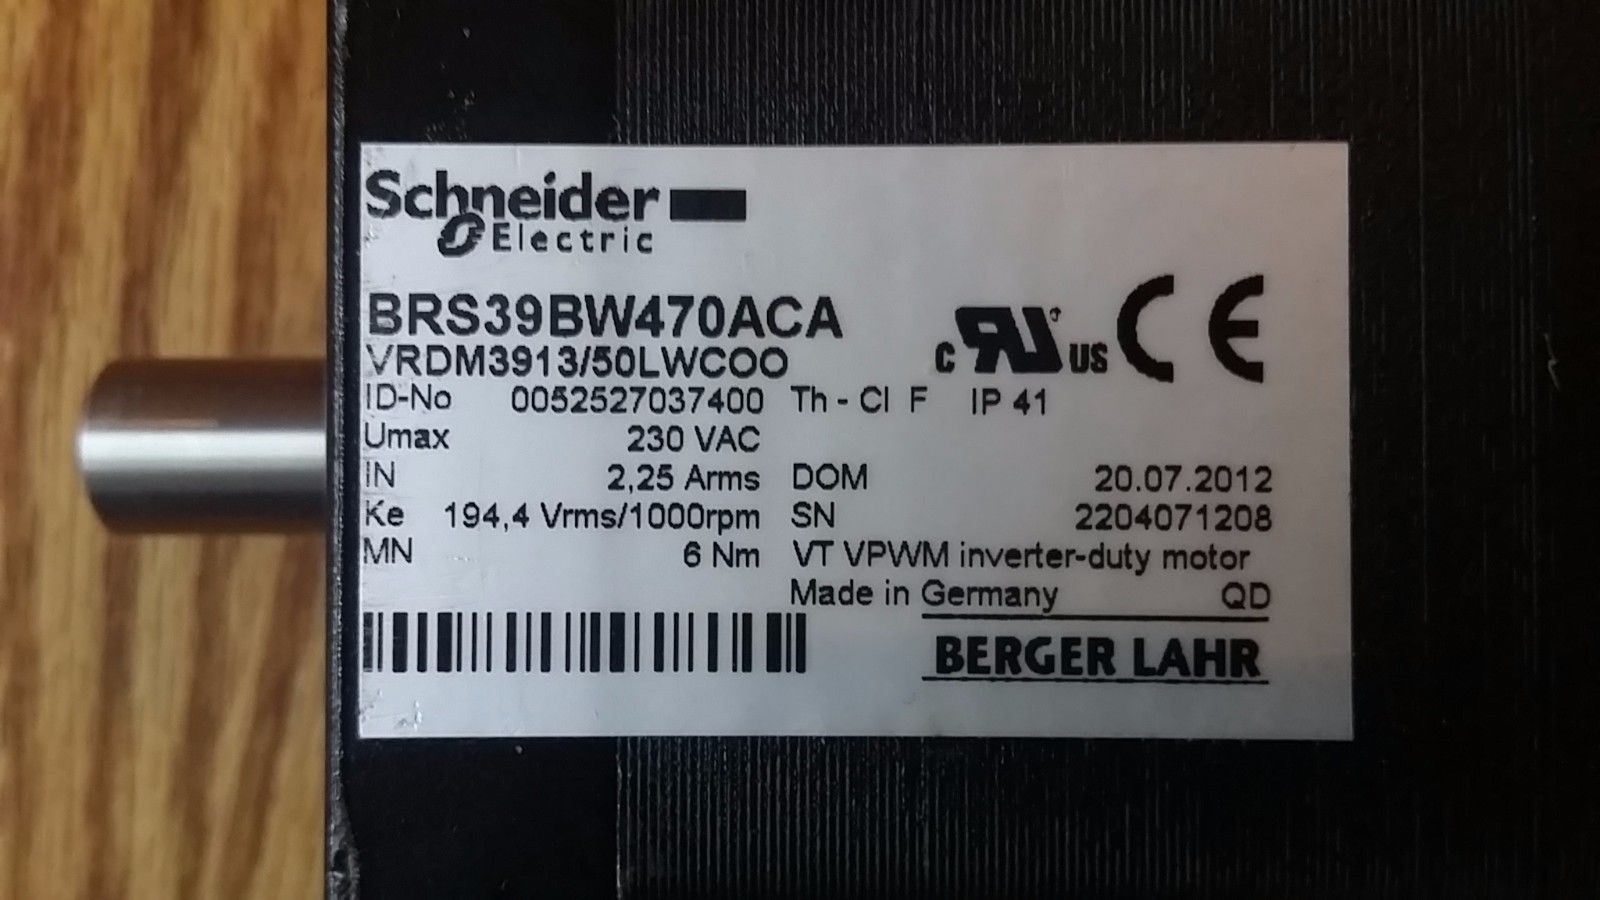 Schneider
Electric
BRS39BW470ACA
VRDM3913/50LWCOO
c RU US CE
ID-No 0052527037400 Th - Cl F IP 41
Umax 230 VAC
IN 2,25 Arms DOM 20.07.2012
Ke 194,4 Vrms/1000rpm SN 2204071208
MN 6 Nm VT VPWM inverter-duty motor
Made in Germany QD
BERGER LAHR